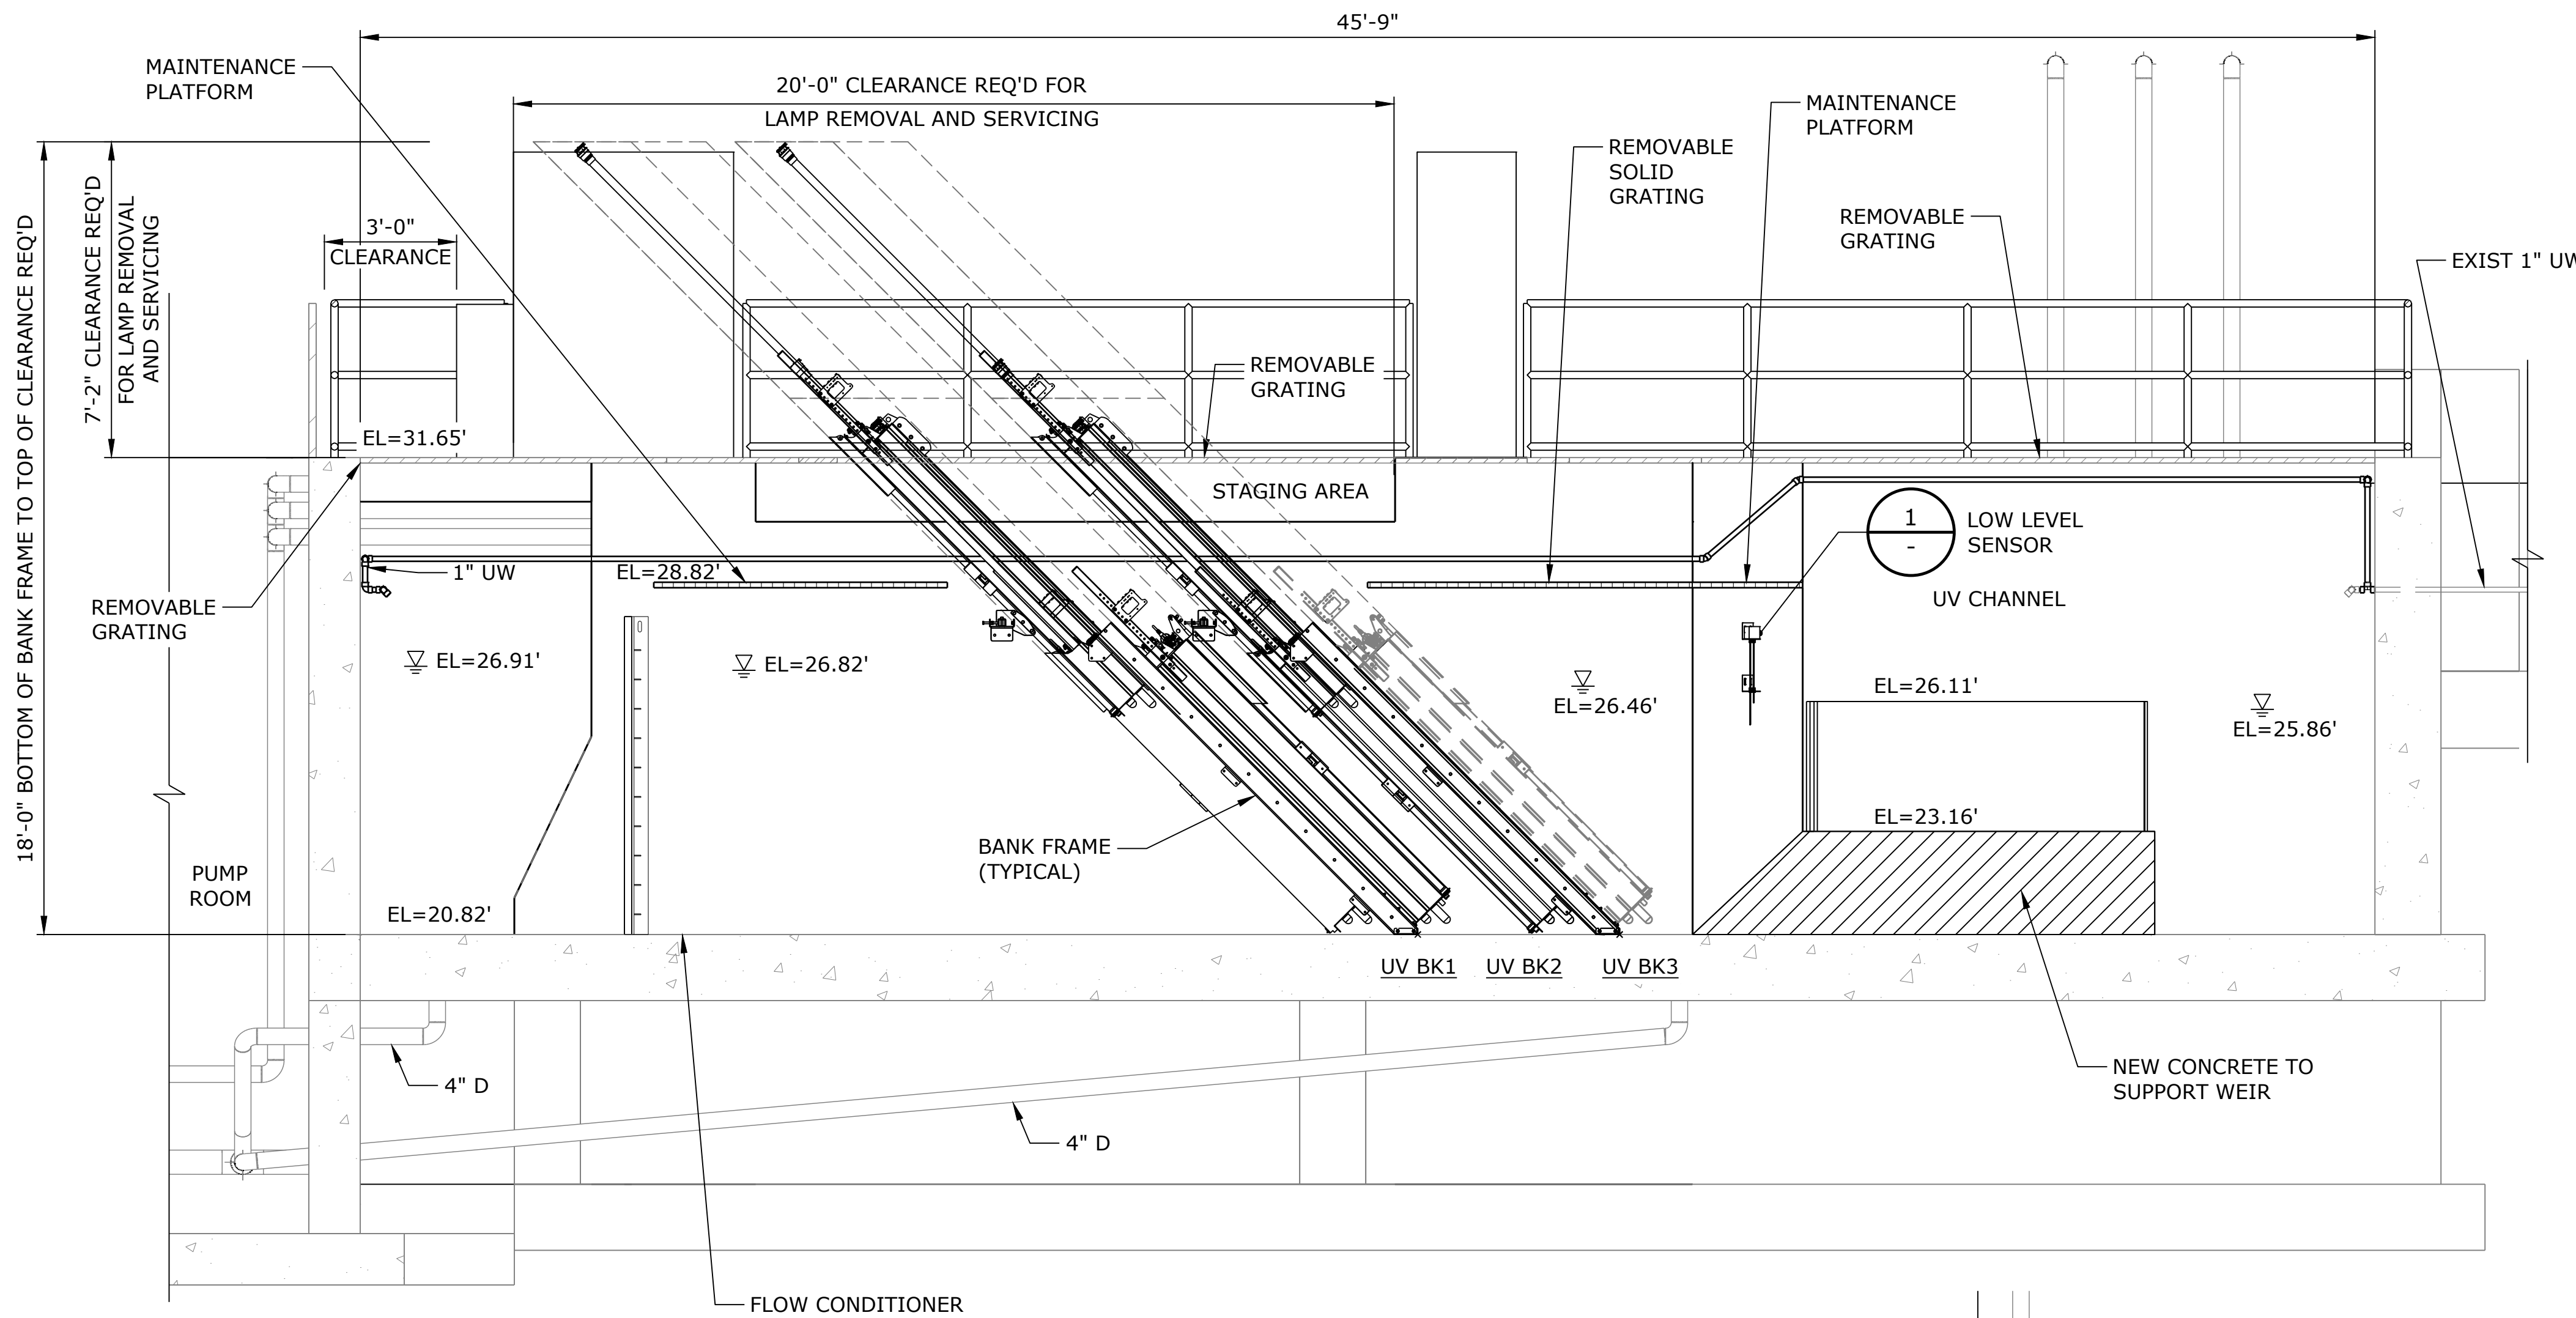 45'-9"
MAINTENANCE
PLATFORM
20'-0" CLEARANCE REQ'D FOR
LAMP REMOVAL AND SERVICING
MAINTENANCE
PLATFORM
REMOVABLE
SOLID
GRATING
REMOVABLE
GRATING
EXIST 1" UW
18'-0" BOTTOM OF BANK FRAME TO TOP OF CLEARANCE REQ'D
7'-2" CLEARANCE REQ'D
FOR LAMP REMOVAL
AND SERVICING
3'-0"
CLEARANCE
REMOVABLE
GRATING
EL=31.65'
STAGING AREA
1
-
LOW LEVEL
SENSOR
1" UW
EL=28.82'
UV CHANNEL
REMOVABLE
GRATING
EL=26.91'
EL=26.82'
EL=26.46'
EL=26.11'
EL=25.86'
EL=23.16'
BANK FRAME
(TYPICAL)
PUMP
ROOM
EL=20.82'
UV BK1
UV BK2
UV BK3
4" D
4" D
NEW CONCRETE TO
SUPPORT WEIR
FLOW CONDITIONER